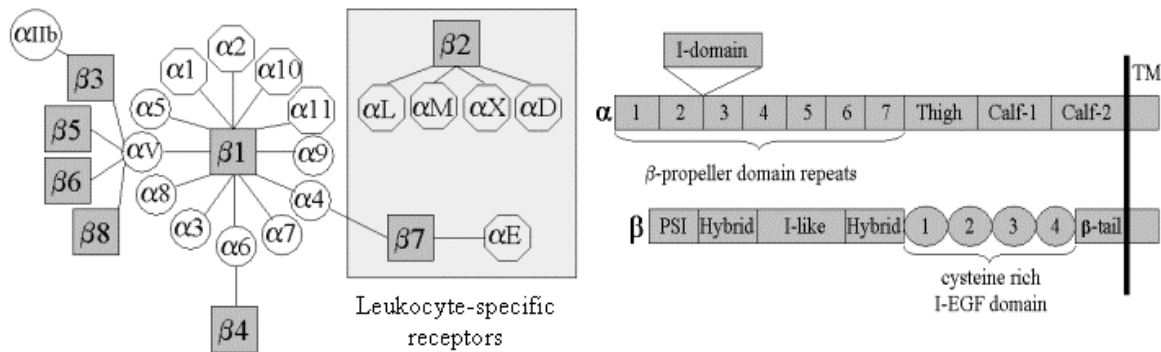 αIIb
β3
β5
β6
β8
αV
α5
α1
α2
α10
α11
β1
α9
α4
α7
α6
α3
α8
β4
β2
αL
αM
αX
αD
β7
αE
Leukocyte-specific
receptors
I-domain
TM
α 1 2 3 4 5 6 7 Thigh Calf-1 Calf-2
β-propeller domain repeats
β PSI Hybrid I-like Hybrid 1 2 3 4 β-tail
cysteine rich
I-EGF domain